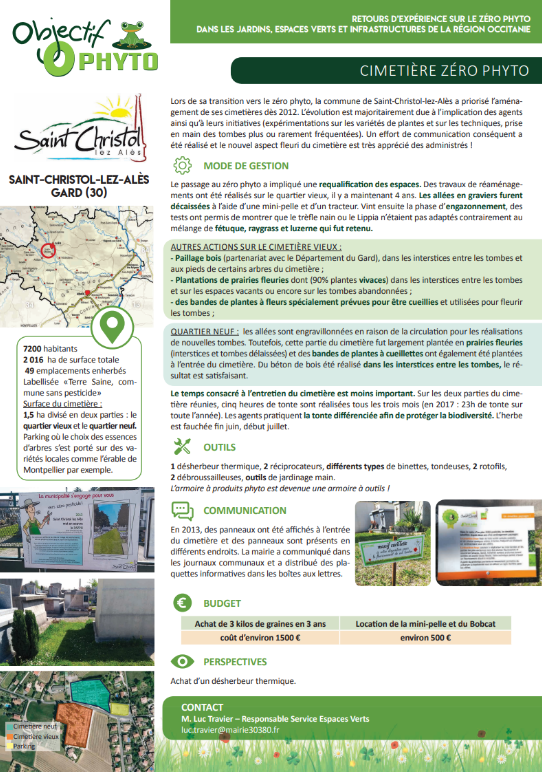 Objectif
PHYTO
RETOURS D'EXPÉRIENCE SUR LE ZÉRO PHYTO
DANS LES JARDINS, ESPACES VERTS ET INFRASTRUCTURES DE LA RÉGION OCCITANIE
CIMETIÈRE ZÉRO PHYTO
Saint Christol
lez Alès
SAINT-CHRISTOL-LEZ-ALÈS
GARD (30)
7200 habitants
2 016 ha de surface totale
49 emplacements enherbés
Labellisée «Terre Saine, com-
mune sans pesticide»
Surface du cimetière :
1,5 ha divisé en deux parties : le
quartier vieux et le quartier neuf.
Parking où le choix des essences
d'arbres s'est porté sur des va-
riétés locales comme l'érable de
Montpellier par exemple.
La municipalité s'engage pour vous
Cimetière neuf
Cimetière vieux
Parking
Lors de sa transition vers le zéro phyto, la commune de Saint-Christol-lez-Alès a priorisé l'aména-
gement de ses cimetières dès 2012. L'évolution est majoritairement due à l'implication des agents
ainsi qu'à leurs initiatives (expérimentations sur les variétés de plantes et sur les techniques, prise
en main des tombes plus ou rarement fréquentées). Un effort de communication conséquent a
été réalisé et le nouvel aspect fleuri du cimetière est très apprécié des administrés !
MODE DE GESTION
Le passage au zéro phyto a impliqué une requalification des espaces. Des travaux de réaménage-
ments ont été réalisés sur le quartier vieux, il y a maintenant 4 ans. Les allées en graviers furent
décaissées à l'aide d'une mini-pelle et d'un tracteur. Vint ensuite la phase d'engazonnement, des
tests ont permis de montrer que le trèfle nain ou le Lippia n'étaient pas adaptés contrairement au
mélange de fétuque, raygrass et luzerne qui fut retenu.
AUTRES ACTIONS SUR LE CIMETIÈRE VIEUX :
- Paillage bois (partenariat avec le Département du Gard), dans les interstices entre les tombes et
aux pieds de certains arbres du cimetière ;
- Plantations de prairies fleuries dont (90% plantes vivaces) dans les interstices entre les tombes
et sur les espaces vacants ou encore sur les tombes abandonnées ;
- des bandes de plantes à fleurs spécialement prévues pour être cueillies et utilisées pour fleurir
les tombes ;
QUARTIER NEUF : les allées sont engravillonnées en raison de la circulation pour les réalisations
de nouvelles tombes. Toutefois, cette partie du cimetière fut largement plantée en prairies fleuries
(interstices et tombes délaissées) et des bandes de plantes à cueillettes ont également été plantées
à l'entrée du cimetière. Du béton de bois été réalisé dans les interstices entre les tombes, le ré-
sultat est satisfaisant.
Le temps consacré à l'entretien du cimetière est moins important. Sur les deux parties du cime-
tière réunies, cinq heures de tonte sont réalisées tous les trois mois (en 2017 : 23h de tonte sur
toute l'année). Les agents pratiquent la tonte différenciée afin de protéger la biodiversité. L'herbe
est fauchée fin juin, début juillet.
OUTILS
1 désherbeur thermique, 2 réciprocateurs, différents types de binettes, tondeuses, 2 rotofils,
2 débroussailleuses, outils de jardinage main.
L'armoire à produits phyto est devenue une armoire à outils !
COMMUNICATION
En 2013, des panneaux ont été affichés à l'entrée
du cimetière et des panneaux sont présents en
différents endroits. La mairie a communiqué dans
les journaux communaux et a distribué des pla-
quettes informatives dans les boîtes aux lettres.
BUDGET
Achat de 3 kilos de graines en 3 ans
Location de la mini-pelle et du Bobcat
coût d'environ 1500 €
environ 500 €
PERSPECTIVES
Achat d'un désherbeur thermique.
CONTACT
M. Luc Travier – Responsable Service Espaces Verts
luc.travier@mairie30380.fr